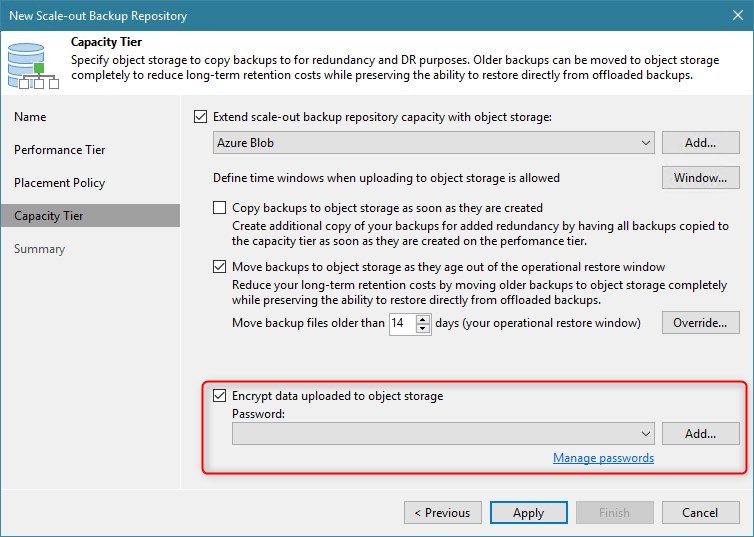 New Scale-out Backup Repository
Capacity Tier
Specify object storage to copy backups to for redundancy and DR purposes. Older backups can be moved to object storage
completely to reduce long-term retention costs while preserving the ability to restore directly from offloaded backups.
Name
Performance Tier
Placement Policy
Capacity Tier
Summary
Extend scale-out backup repository capacity with object storage:
Azure Blob
Add...
Define time windows when uploading to object storage is allowed
Window...
Copy backups to object storage as soon as they are created
Create additional copy of your backups for added redundancy by having all backups copied
to the capacity tier as soon as they are created on the perfomance tier.
Move backups to object storage as they age out of the operational restore window
Reduce your long-term retention costs by moving older backups to object storage completely
while preserving the ability to restore directly from offloaded backups.
Move backup files older than 14 days (your operational restore window)
Override...
Encrypt data uploaded to object storage
Password:
Add...
Manage passwords
< Previous
Apply
Finish
Cancel